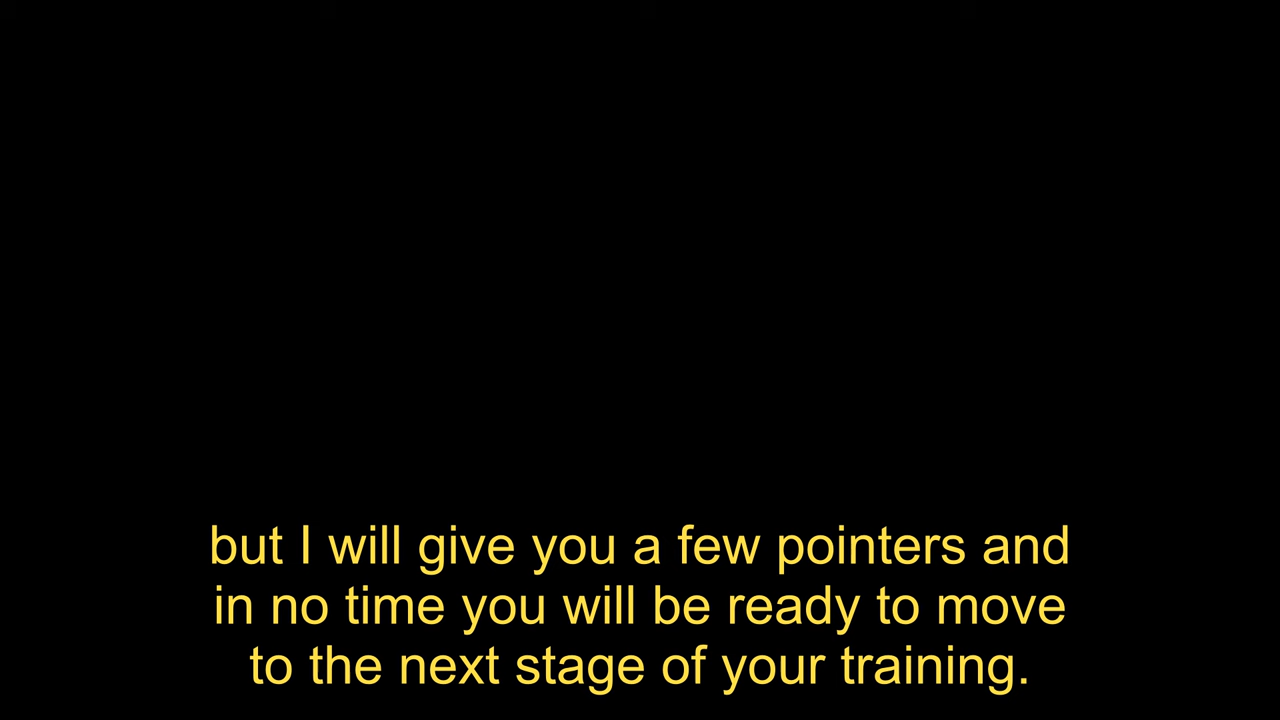 but I will give you a few pointers and
in no time you will be ready to move
to the next stage of your training.